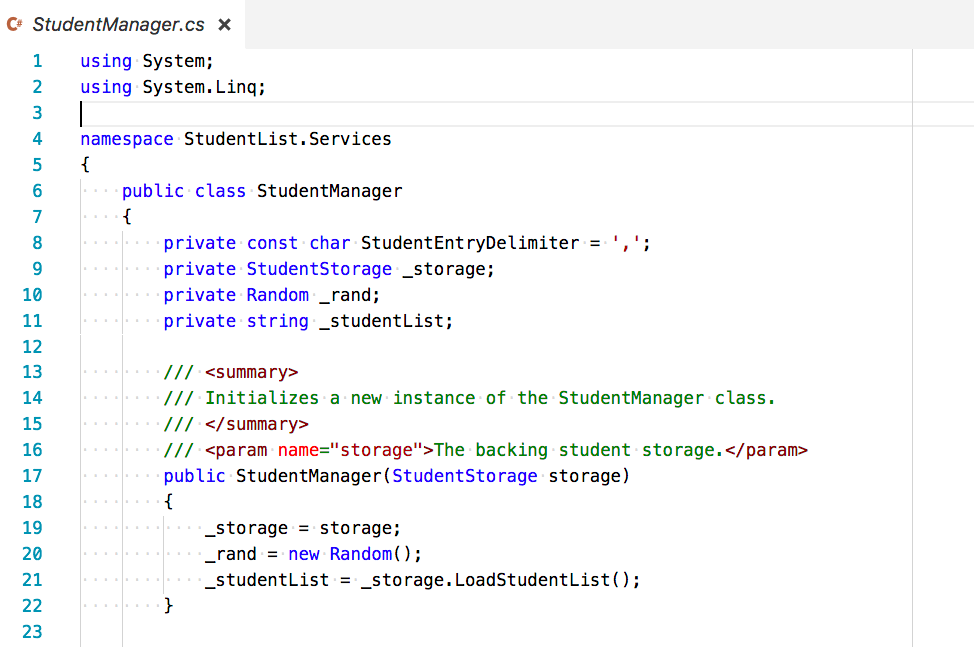 C# StudentManager.cs ×
1 using System;
2 using System.Linq;
3
4 namespace StudentList.Services
5 {
6     public class StudentManager
7     {
8         private const char StudentEntryDelimiter = ',';
9         private StudentStorage _storage;
10         private Random _rand;
11         private string _studentList;
12
13         /// <summary>
14         /// Initializes a new instance of the StudentManager class.
15         /// </summary>
16         /// <param name="storage">The backing student storage.</param>
17         public StudentManager(StudentStorage storage)
18         {
19             _storage = storage;
20             _rand = new Random();
21             _studentList = _storage.LoadStudentList();
22         }
23